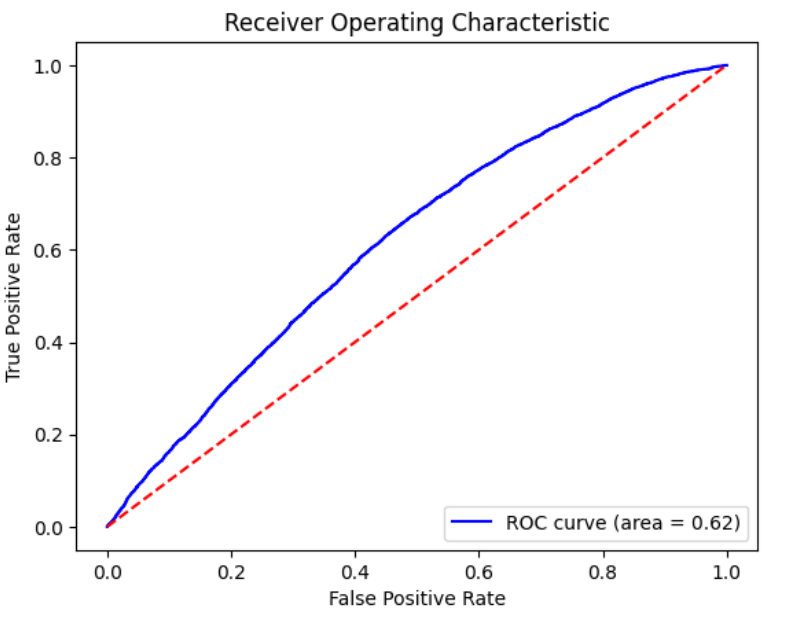 Receiver Operating Characteristic
True Positive Rate
1.0
0.8
0.6
0.4
0.2
0.0
ROC curve (area = 0.62)
0.0 0.2 0.4 0.6 0.8 1.0
False Positive Rate